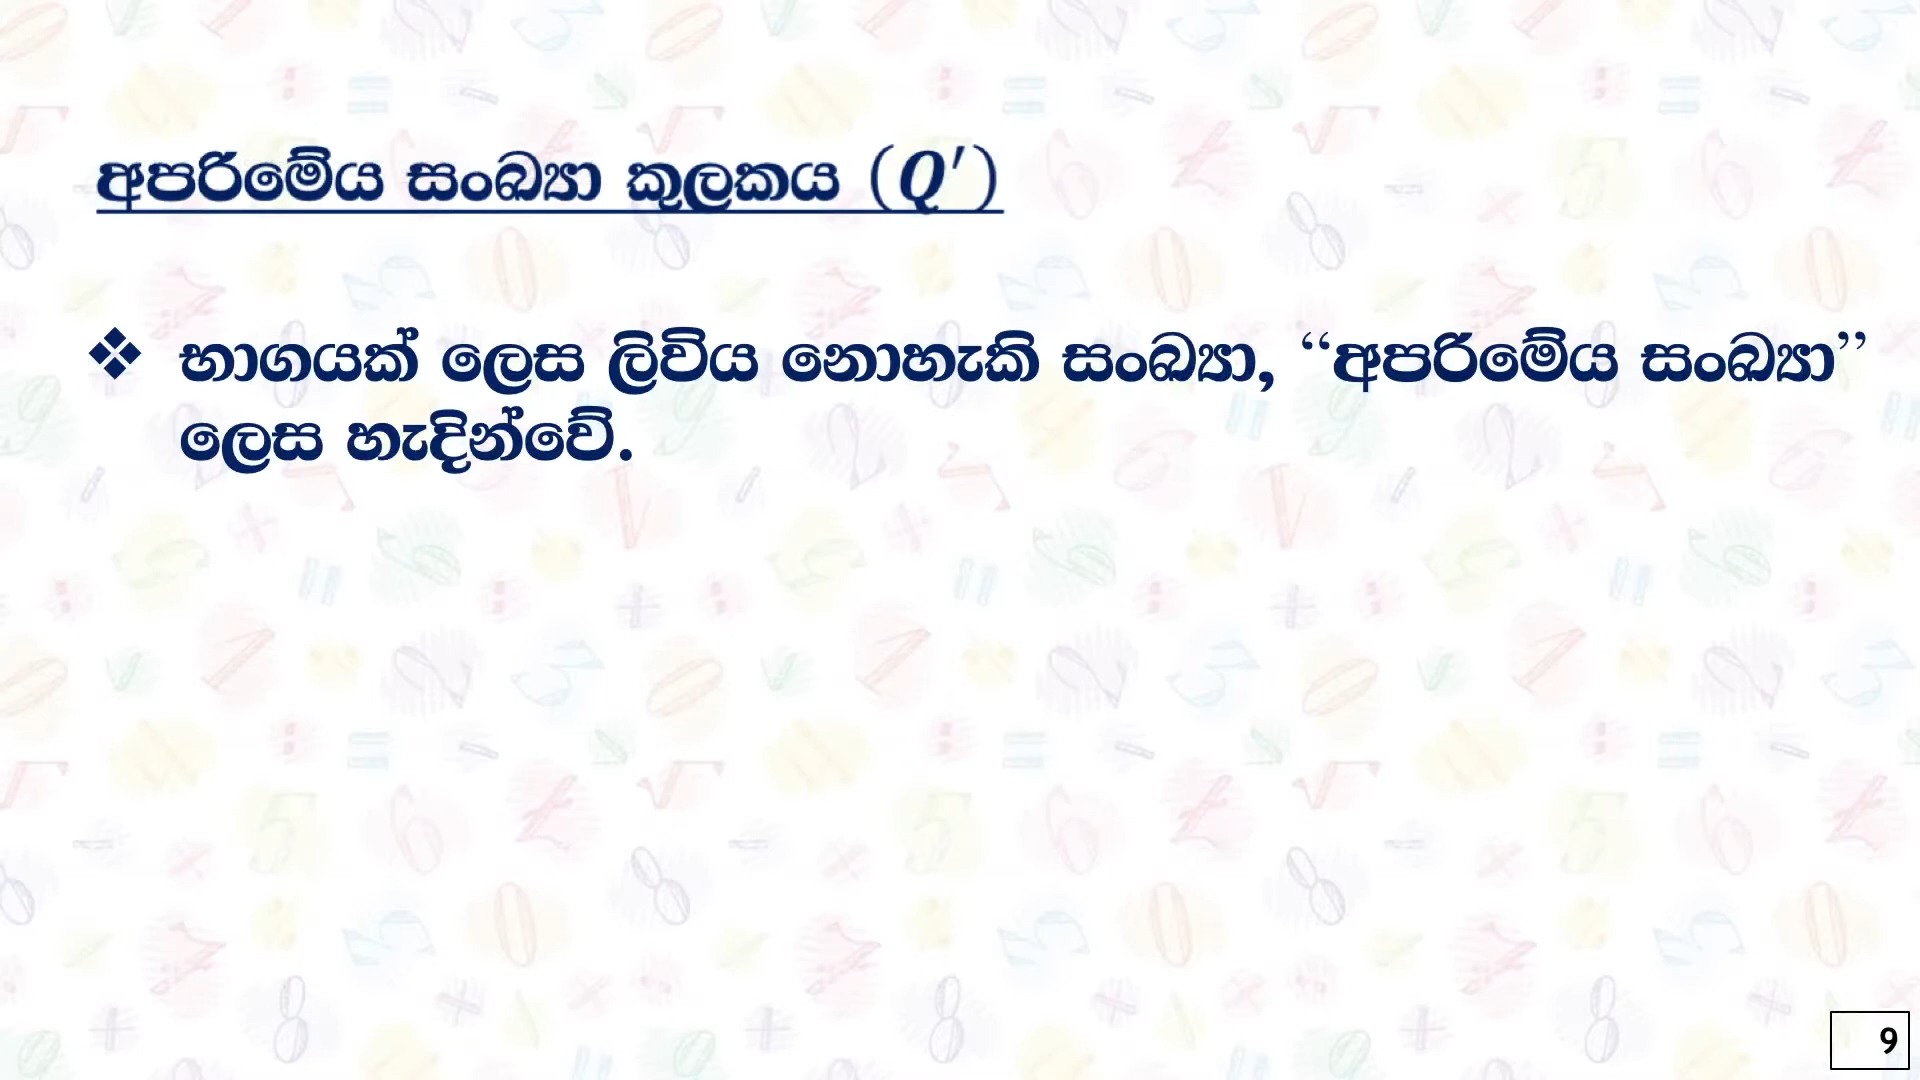 අපරිමේය සංඛ්‍යා කුලකය (Q′)
❖ භාගයක් ලෙස ලිවිය නොහැකි සංඛ්‍යා, “අපරිමේය සංඛ්‍යා”
ලෙස හැඳින්වේ.
9